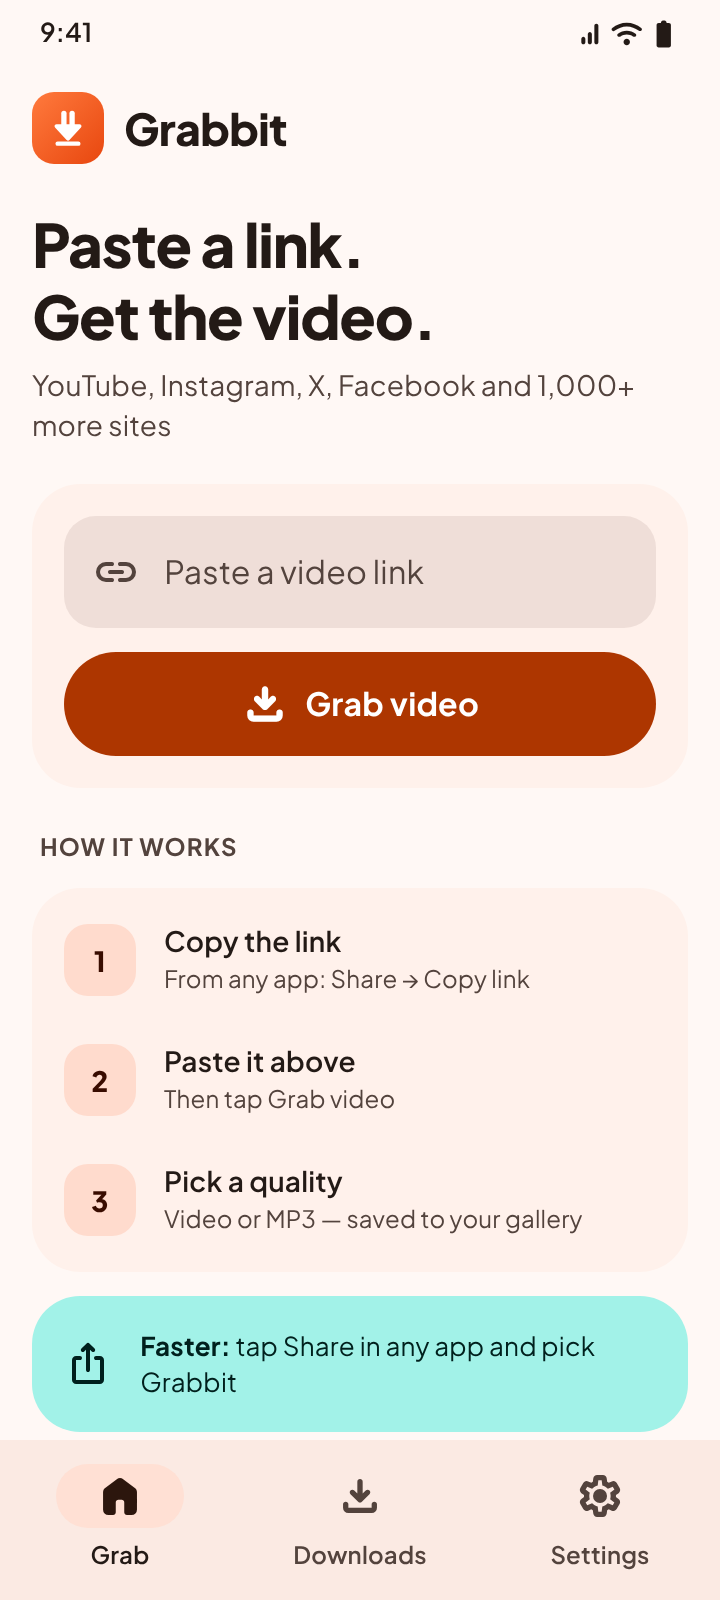 9:41
Grabbit
Paste a link.
Get the video.
YouTube, Instagram, X, Facebook and 1,000+
more sites
Paste a video link
Grab video
HOW IT WORKS
1
Copy the link
From any app: Share → Copy link
2
Paste it above
Then tap Grab video
3
Pick a quality
Video or MP3 — saved to your gallery
Faster: tap Share in any app and pick
Grabbit
Grab
Downloads
Settings